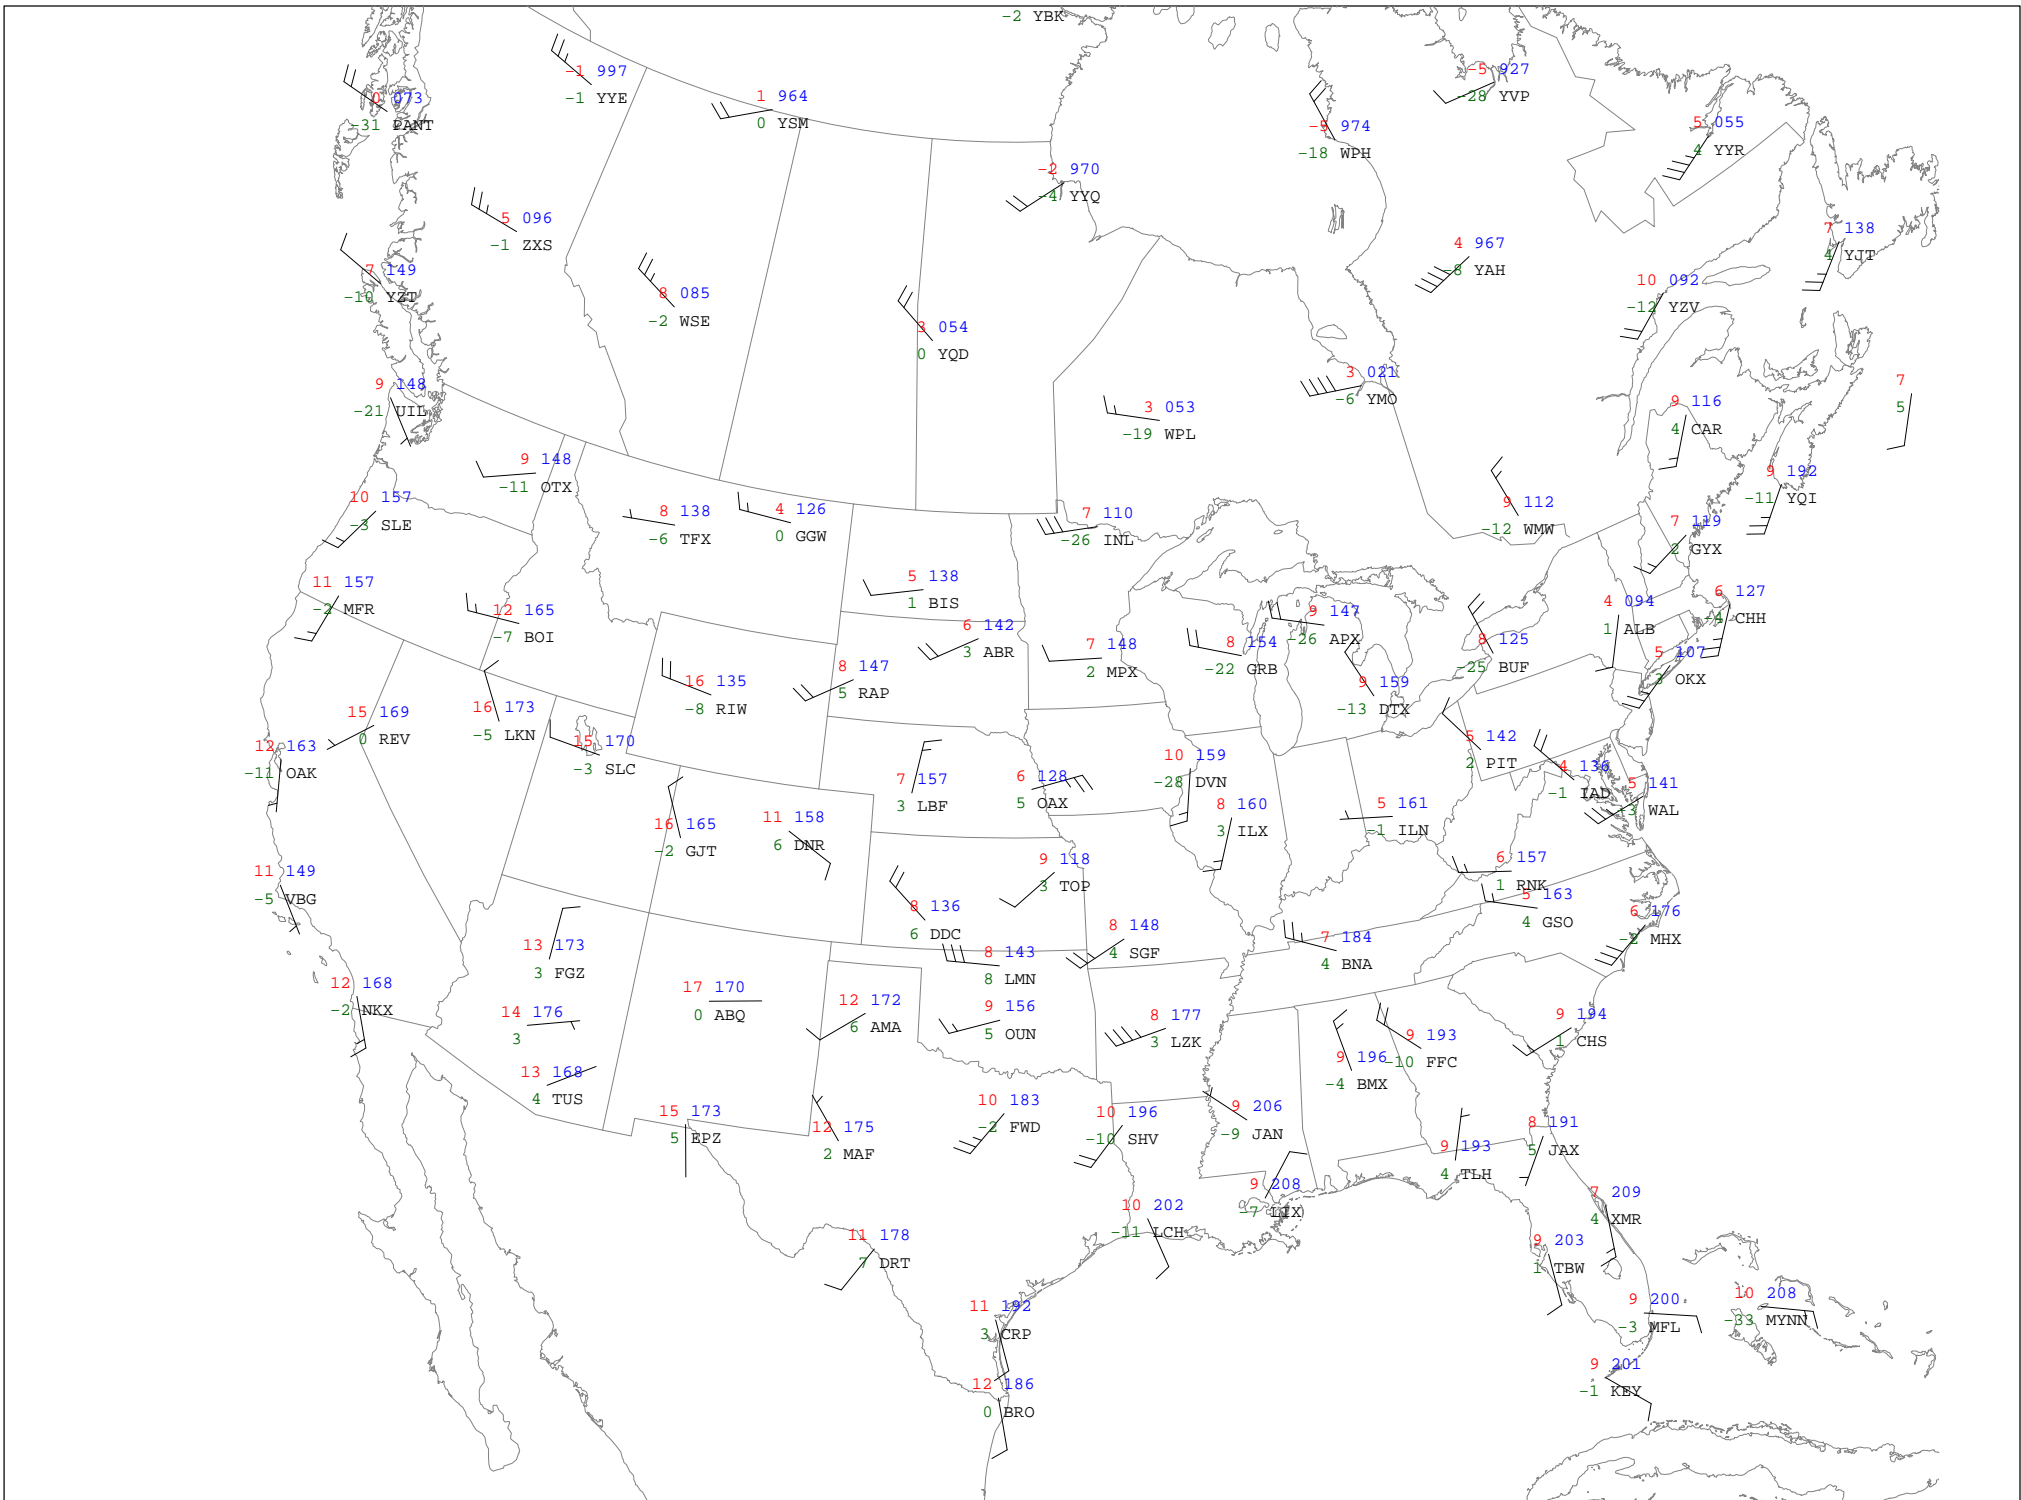 -2 YBK
-1 997
-1 YYE
-5 927
-28 YVP
0 073
-31 PANT
1 964
0 YSM
-5 974
-18 WPH
5 055
4 YYR
-2 970
-4 YYQ
5 096
-1 ZXS
4 967
-8 YAH
7 138
4 YJT
7 149
-10 YZT
8 085
-2 WSE
10 092
-12 YZV
3 054
0 YQD
9 148
-21 UIL
3 021
-6 YMO
7
5
3 053
-19 WPL
9 116
4 CAR
9 148
-11 OTX
9 192
-11 YQI
10 157
-3 SLE
8 138
-6 TFX
4 126
0 GGW
7 110
-26 INL
9 112
-12 WMW
7 119
2 GYX
11 157
-2 MFR
12 165
-7 BOI
5 138
1 BIS
9 147
-26 APX
4 094
1 ALB
6 127
-4 CHH
6 142
3 ABR
7 148
2 MPX
8 154
-22 GRB
8 125
-25 BUF
5 107
3 OKX
16 135
-8 RIW
8 147
5 RAP
9 159
-13 DTX
15 169
0 REV
16 173
-5 LKN
15 170
-3 SLC
5 142
2 PIT
12 163
-11 OAK
7 157
3 LBF
6 128
5 OAX
10 159
-28 DVN
4 136
-1 IAD
5 141
-3 WAL
16 165
-2 GJT
11 158
6 DNR
8 160
3 ILX
5 161
-1 ILN
11 149
-5 VBG
9 118
3 TOP
6 157
1 RNK
8 136
6 DDC
5 163
4 GSO
13 173
3 FGZ
8 143
8 LMN
8 148
4 SGF
7 184
4 BNA
6 176
-2 MHX
12 168
-2 NKX
17 170
0 ABQ
12 172
6 AMA
14 176
3
9 156
5 OUN
8 177
3 LZK
9 193
-10 FFC
9 194
1 CHS
13 168
4 TUS
9 196
-4 BMX
15 173
5 EPZ
12 175
2 MAF
10 183
-2 FWD
10 196
-10 SHV
9 206
-9 JAN
9 193
4 TLH
8 191
5 JAX
9 208
-7 LIX
7 209
4 XMR
10 202
-11 LCH
11 178
7 DRT
9 203
1 TBW
11 192
3 CRP
9 200
-3 MFL
10 208
-33 MYNN
12 186
0 BRO
9 201
-1 KEY